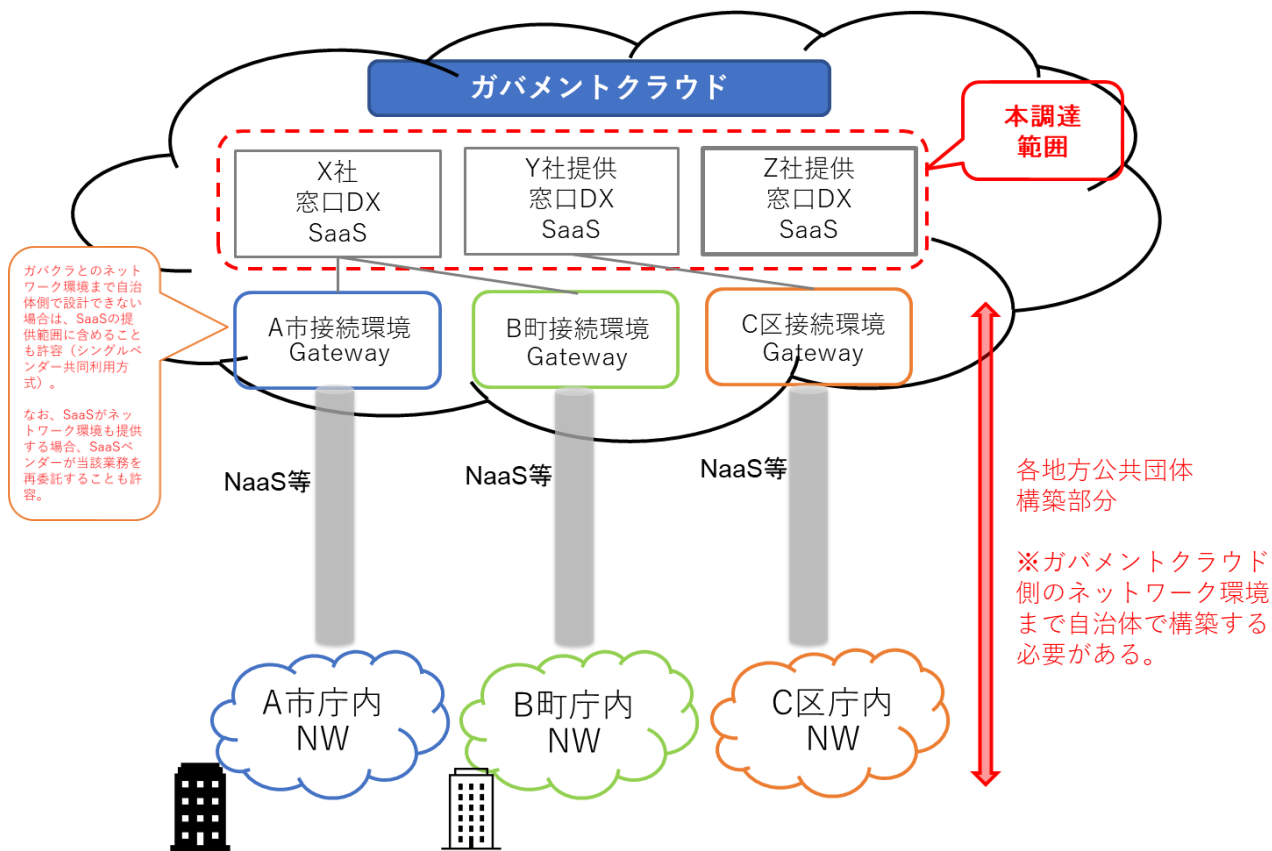 ガバメントクラウド
本調達
範囲
X社
窓口DX
SaaS
Y社提供
窓口DX
SaaS
Z社提供
窓口DX
SaaS
ガバクラとのネット
ワーク環境まで自治
体側で設計できない
場合は、SaaSの提
供範囲に含めること
も許容（シングルベ
ンダー共同利用方
式）。
なお、SaaSがネッ
トワーク環境も提供
する場合、SaaSベ
ンダーが当該業務を
再委託することも許
容。
A市接続環境
Gateway
B町接続環境
Gateway
C区接続環境
Gateway
NaaS等
NaaS等
NaaS等
各地方公共団体
構築部分
※ガバメントクラウド
側のネットワーク環境
まで自治体で構築する
必要がある。
A市庁内
NW
B町庁内
NW
C区庁内
NW